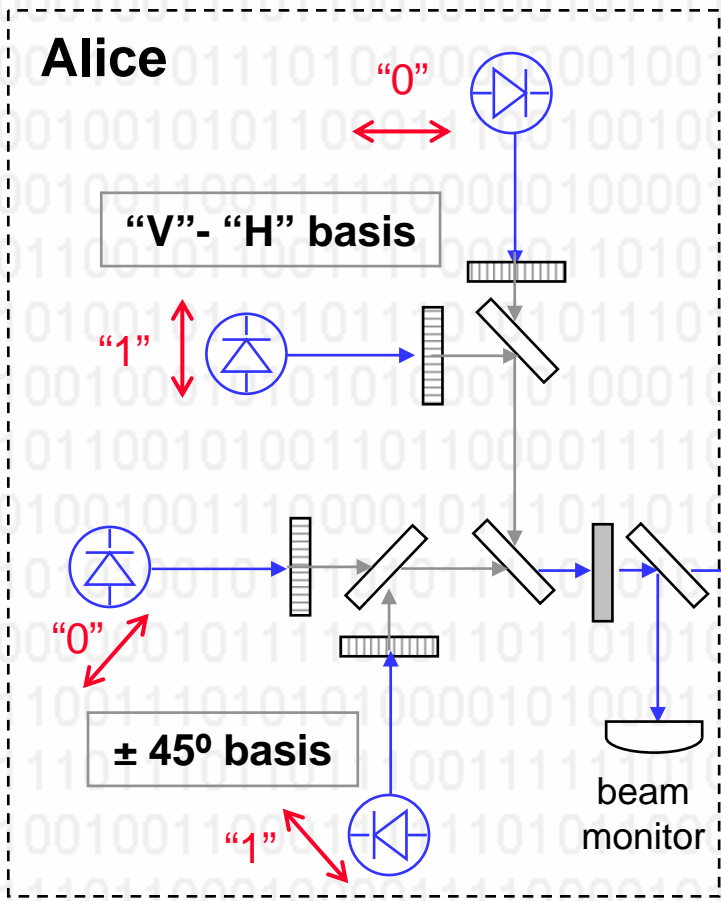 Alice
“0”
“V”- “H” basis
“1”
“0”
± 45º basis
“1”
beam
monitor